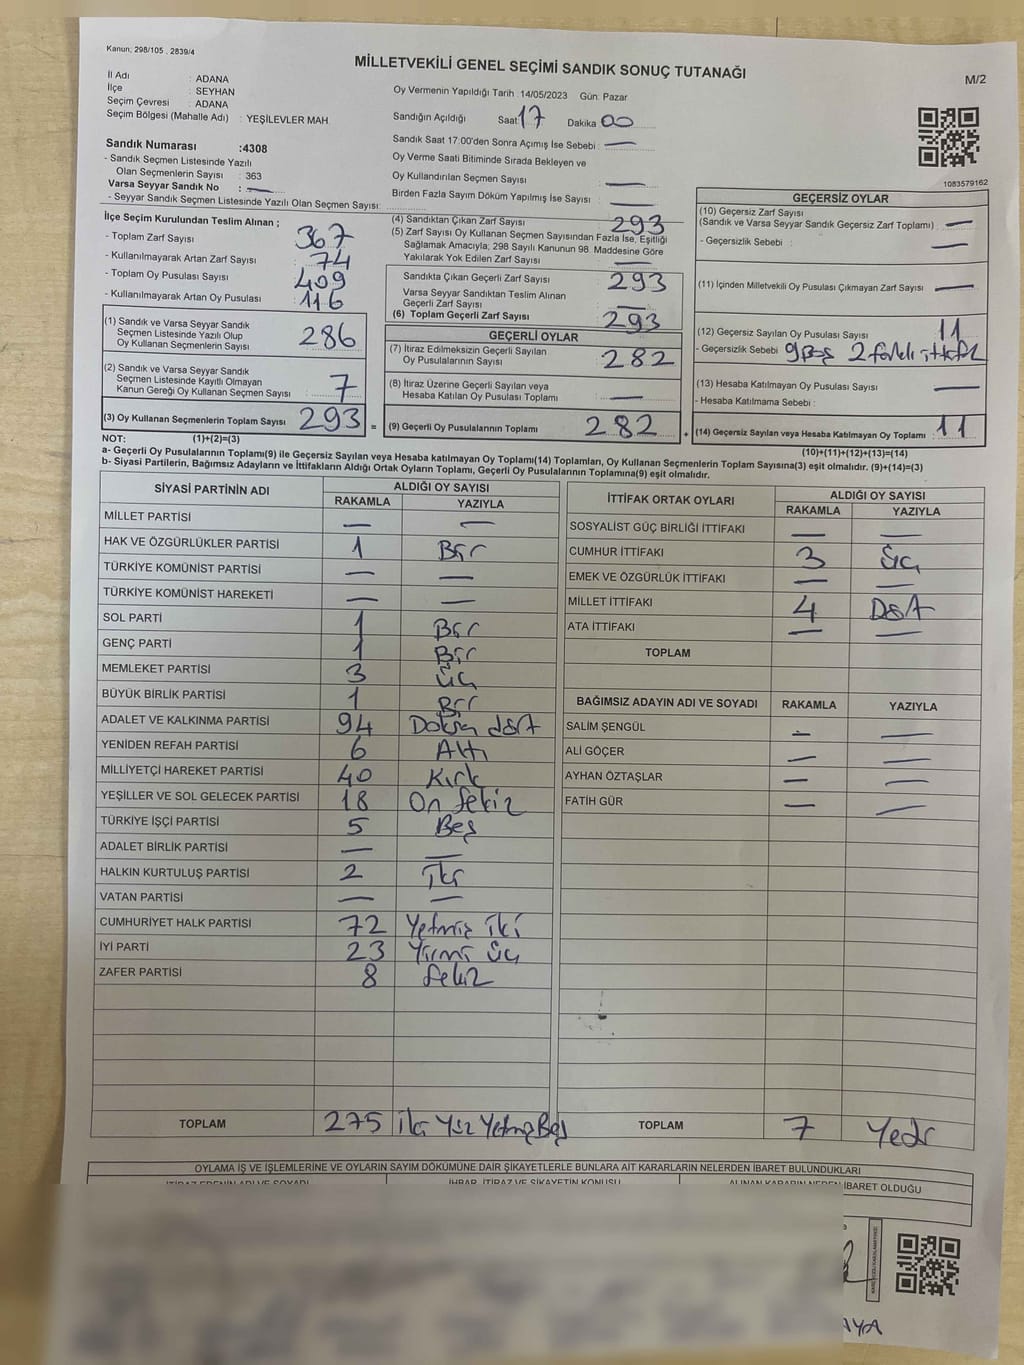 Kanun; 298/105 , 2839/4
MİLLETVEKİLİ GENEL SEÇİMİ SANDIK SONUÇ TUTANAĞI
M/2
İl Adı : ADANA
İlçe : SEYHAN
Seçim Çevresi : ADANA
Seçim Bölgesi (Mahalle Adı) : YEŞİLEVLER MAH.
Oy Vermenin Yapıldığı Tarih 14/05/2023 Gün: Pazar
Sandığın Açıldığı Saat 17 Dakika 00
Sandık Saat 17:00'den Sonra Açımış İse Sebebi : —
Oy Verme Saati Bitiminde Sırada Bekleyen ve
Oy Kullandırılan Seçmen Sayısı : —
Birden Fazla Sayım Döküm Yapılmış İse Sayısı : —
Sandık Numarası :4308
- Sandık Seçmen Listesinde Yazılı
Olan Seçmenlerin Sayısı : 363
Varsa Seyyar Sandık No : —
- Seyyar Sandık Seçmen Listesinde Yazılı Olan Seçmen Sayısı:
1083579162
İlçe Seçim Kurulundan Teslim Alınan ;
- Toplam Zarf Sayısı : 367
- Kullanılmayarak Artan Zarf Sayısı : 74
- Toplam Oy Pusulası Sayısı : 409
- Kullanılmayarak Artan Oy Pusulası : 116
(1) Sandık ve Varsa Seyyar Sandık
Seçmen Listesinde Yazılı Olup
Oy Kullanan Seçmenlerin Sayısı : 286
(2) Sandık ve Varsa Seyyar Sandık
Seçmen Listesinde Kayıtlı Olmayan
Kanun Gereği Oy Kullanan Seçmen Sayısı : 7
(3) Oy Kullanan Seçmenlerin Toplam Sayısı : 293 =
(4) Sandıktan Çıkan Zarf Sayısı : 293
(5) Zarf Sayısı Oy Kullanan Seçmen Sayısından Fazla İse, Eşitliği
Sağlamak Amacıyla; 298 Sayılı Kanunun 98. Maddesine Göre
Yakılarak Yok Edilen Zarf Sayısı : —
Sandıkta Çıkan Geçerli Zarf Sayısı : 293
Varsa Seyyar Sandıktan Teslim Alınan
Geçerli Zarf Sayısı : —
(6) Toplam Geçerli Zarf Sayısı : 293
GEÇERLİ OYLAR
(7) İtiraz Edilmeksizin Geçerli Sayılan
Oy Pusulalarının Sayısı : 282
(8) İtiraz Üzerine Geçerli Sayılan veya
Hesaba Katılan Oy Pusulası Toplamı : —
(9) Geçerli Oy Pusulalarının Toplamı : 282 +
GEÇERSİZ OYLAR
(10) Geçersiz Zarf Sayısı
(Sandık ve Varsa Seyyar Sandık Geçersiz Zarf Toplamı) : —
- Geçersizlik Sebebi : —
(11) İçinden Milletvekili Oy Pusulası Çıkmayan Zarf Sayısı : —
(12) Geçersiz Sayılan Oy Pusulası Sayısı : 11
- Geçersizlik Sebebi : 9 Boş 2 farklı ittifak
(13) Hesaba Katılmayan Oy Pusulası Sayısı : —
- Hesaba Katılmama Sebebi :
(14) Geçersiz Sayılan veya Hesaba Katılmayan Oy Toplamı : 11
NOT: (1)+(2)=(3) (10)+(11)+(12)+(13)=(14)
a- Geçerli Oy Pusulalarının Toplamı(9) ile Geçersiz Sayılan veya Hesaba Katılmayan Oy Toplamı(14) Toplamları, Oy Kullanan Seçmenlerin Toplam Sayısına(3) eşit olmalıdır. (9)+(14)=(3)
b- Siyasi Partilerin, Bağımsız Adayların ve İttifakların Aldığı Ortak Oyların Toplamı, Geçerli Oy Pusulalarının Toplamına(9) eşit olmalıdır.
SİYASİ PARTİNİN ADI ALDIĞI OY SAYISI
RAKAMLA YAZIYLA
MİLLET PARTİSİ — —
HAK VE ÖZGÜRLÜKLER PARTİSİ 1 Bir
TÜRKİYE KOMÜNİST PARTİSİ — —
TÜRKİYE KOMÜNİST HAREKETİ — —
SOL PARTİ 1 Bir
GENÇ PARTİ 1 Bir
MEMLEKET PARTİSİ 3 üç
BÜYÜK BİRLİK PARTİSİ 1 Bir
ADALET VE KALKINMA PARTİSİ 94 Doksan dört
YENİDEN REFAH PARTİSİ 6 Altı
MİLLİYETÇİ HAREKET PARTİSİ 40 Kırk
YEŞİLLER VE SOL GELECEK PARTİSİ 18 On sekiz
TÜRKİYE İŞÇİ PARTİSİ 5 Beş
ADALET BİRLİK PARTİSİ — —
HALKIN KURTULUŞ PARTİSİ 2 İki
VATAN PARTİSİ — —
CUMHURİYET HALK PARTİSİ 72 Yetmiş iki
İYİ PARTİ 23 Yirmi üç
ZAFER PARTİSİ 8 Sekiz
TOPLAM 275 İki Yüz Yetmiş Beş
İTTİFAK ORTAK OYLARI ALDIĞI OY SAYISI
RAKAMLA YAZIYLA
SOSYALİST GÜÇ BİRLİĞİ İTTİFAKI — —
CUMHUR İTTİFAKI 3 üç
EMEK VE ÖZGÜRLÜK İTTİFAKI — —
MİLLET İTTİFAKI 4 Dört
ATA İTTİFAKI — —
TOPLAM
BAĞIMSIZ ADAYIN ADI VE SOYADI RAKAMLA YAZIYLA
SALİM ŞENGÜL — —
ALİ GÖÇER — —
AYHAN ÖZTAŞLAR — —
FATİH GÜR — —
TOPLAM 7 Yedi
OYLAMA İŞ VE İŞLEMLERİNE VE OYLARIN SAYIM DÖKÜMÜNE DAİR ŞİKAYETLERLE BUNLARA AİT KARARLARIN NELERDEN İBARET BULUNDUKLARI
İTİRAZ EDENİN ADI VE SOYADI İHBAR, İTİRAZ VE ŞİKAYETİN KONUSU ALINAN KARARIN NEDEN İBARET OLDUĞU